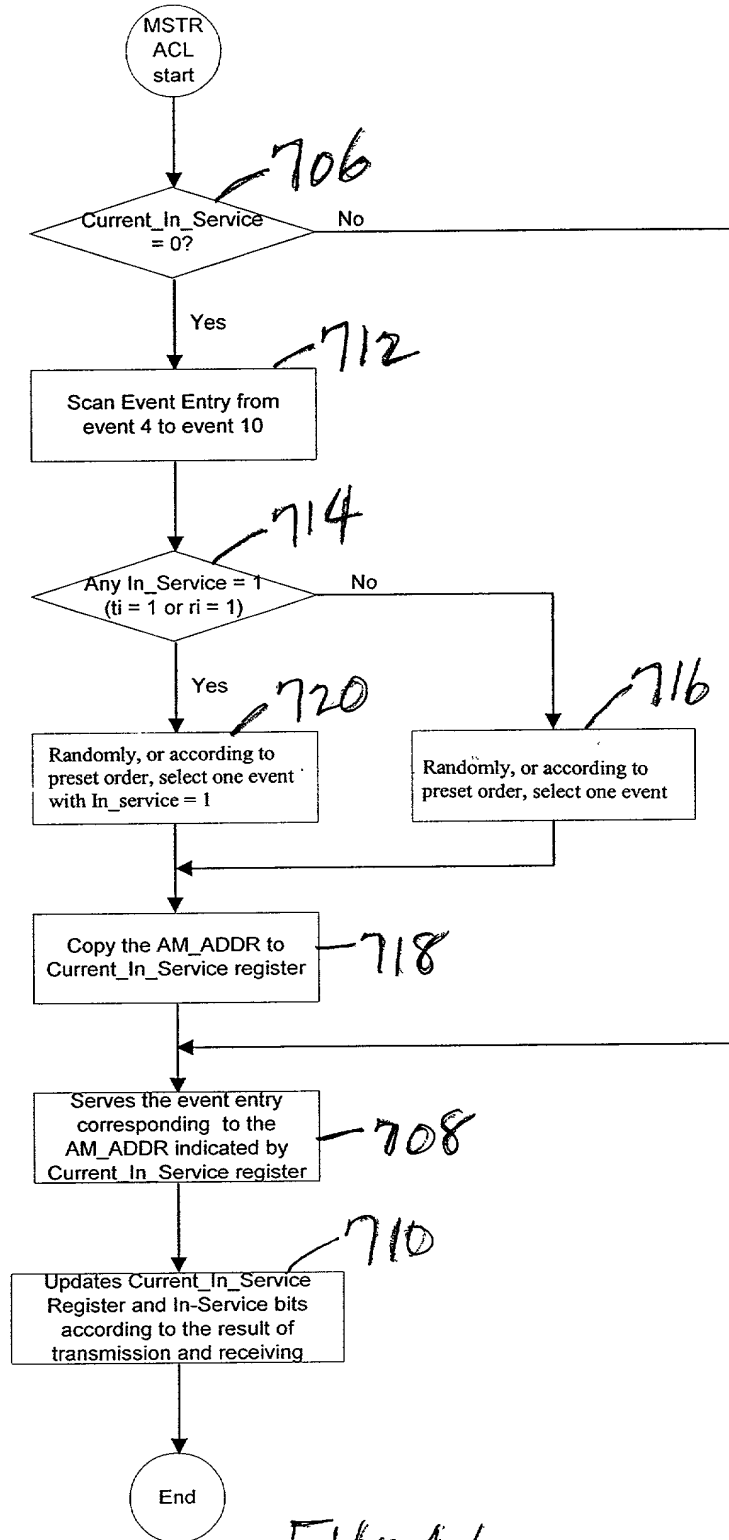 MSTR
ACL
start
706
Current_In_Service
= 0?
No
Yes
712
Scan Event Entry from
event 4 to event 10
714
Any In_Service = 1
(ti = 1 or ri = 1)
No
Yes
720
716
Randomly, or according to
preset order, select one event
with In_service = 1
Randomly, or according to
preset order, select one event
Copy the AM_ADDR to
Current_In_Service register
718
Serves the event entry
corresponding to the
AM_ADDR indicated by
Current_In_Service register
708
710
Updates Current_In_Service
Register and In-Service bits
according to the result of
transmission and receiving
End